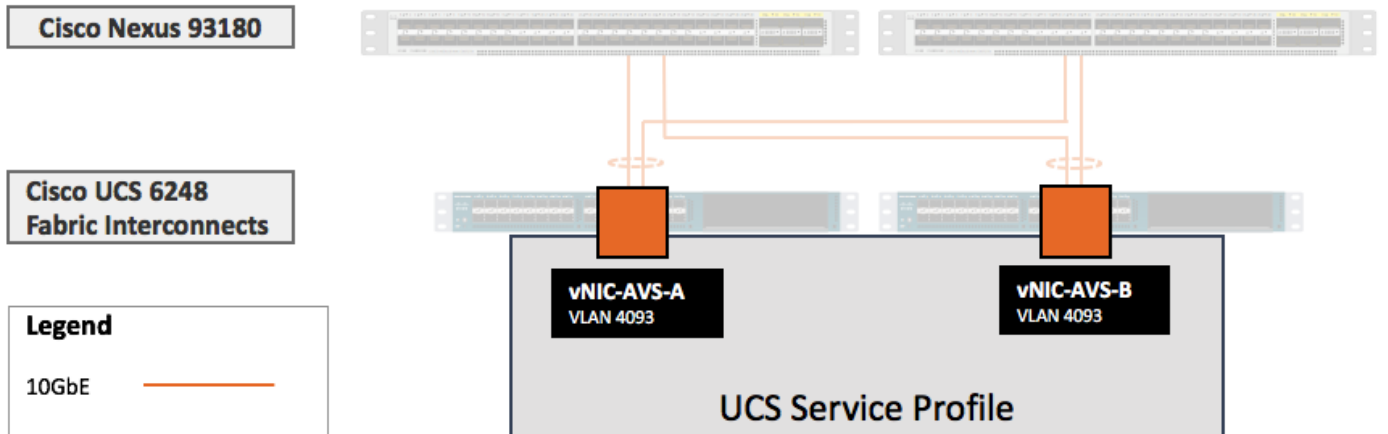 Cisco Nexus 93180
Cisco UCS 6248
Fabric Interconnects
vNIC-AVS-A
VLAN 4093
vNIC-AVS-B
VLAN 4093
Legend
10GbE
UCS Service Profile